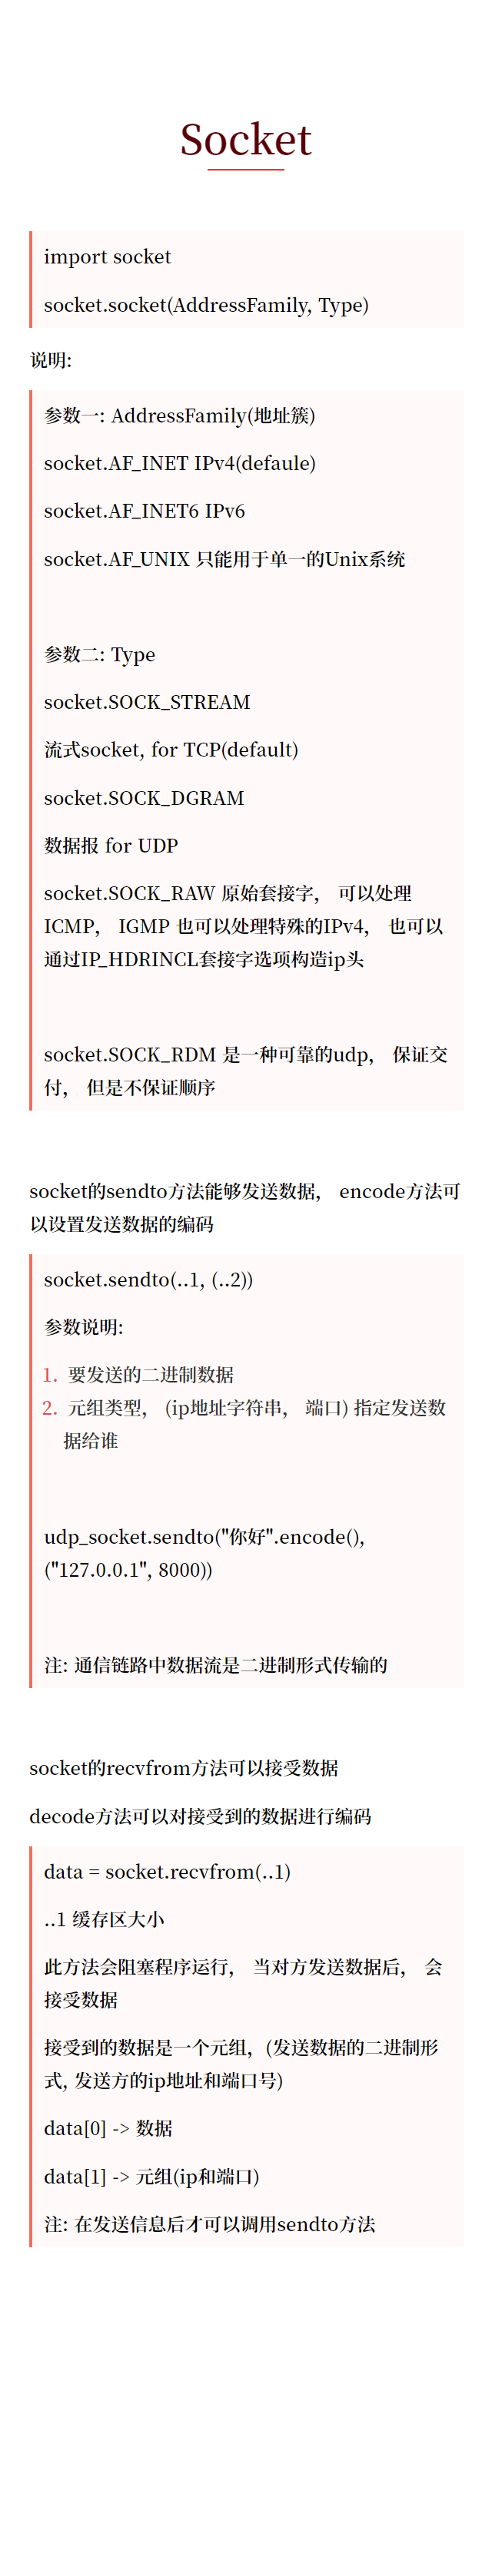 Socket
import socket
socket.socket(AddressFamily, Type)
说明:
参数一: AddressFamily(地址簇)
socket.AF_INET IPv4(defaule)
socket.AF_INET6 IPv6
socket.AF_UNIX 只能用于单一的Unix系统
参数二: Type
socket.SOCK_STREAM
流式socket, for TCP(default)
socket.SOCK_DGRAM
数据报 for UDP
socket.SOCK_RAW 原始套接字， 可以处理
ICMP， IGMP 也可以处理特殊的IPv4， 也可以
通过IP_HDRINCL套接字选项构造ip头
socket.SOCK_RDM 是一种可靠的udp， 保证交
付， 但是不保证顺序
socket的sendto方法能够发送数据， encode方法可
以设置发送数据的编码
socket.sendto(..1, (..2))
参数说明:
1. 要发送的二进制数据
2. 元组类型， (ip地址字符串， 端口) 指定发送数
据给谁
udp_socket.sendto("你好".encode(),
("127.0.0.1", 8000))
注: 通信链路中数据流是二进制形式传输的
socket的recvfrom方法可以接受数据
decode方法可以对接受到的数据进行编码
data = socket.recvfrom(..1)
..1 缓存区大小
此方法会阻塞程序运行， 当对方发送数据后， 会
接受数据
接受到的数据是一个元组，(发送数据的二进制形
式, 发送方的ip地址和端口号)
data[0] -> 数据
data[1] -> 元组(ip和端口)
注: 在发送信息后才可以调用sendto方法